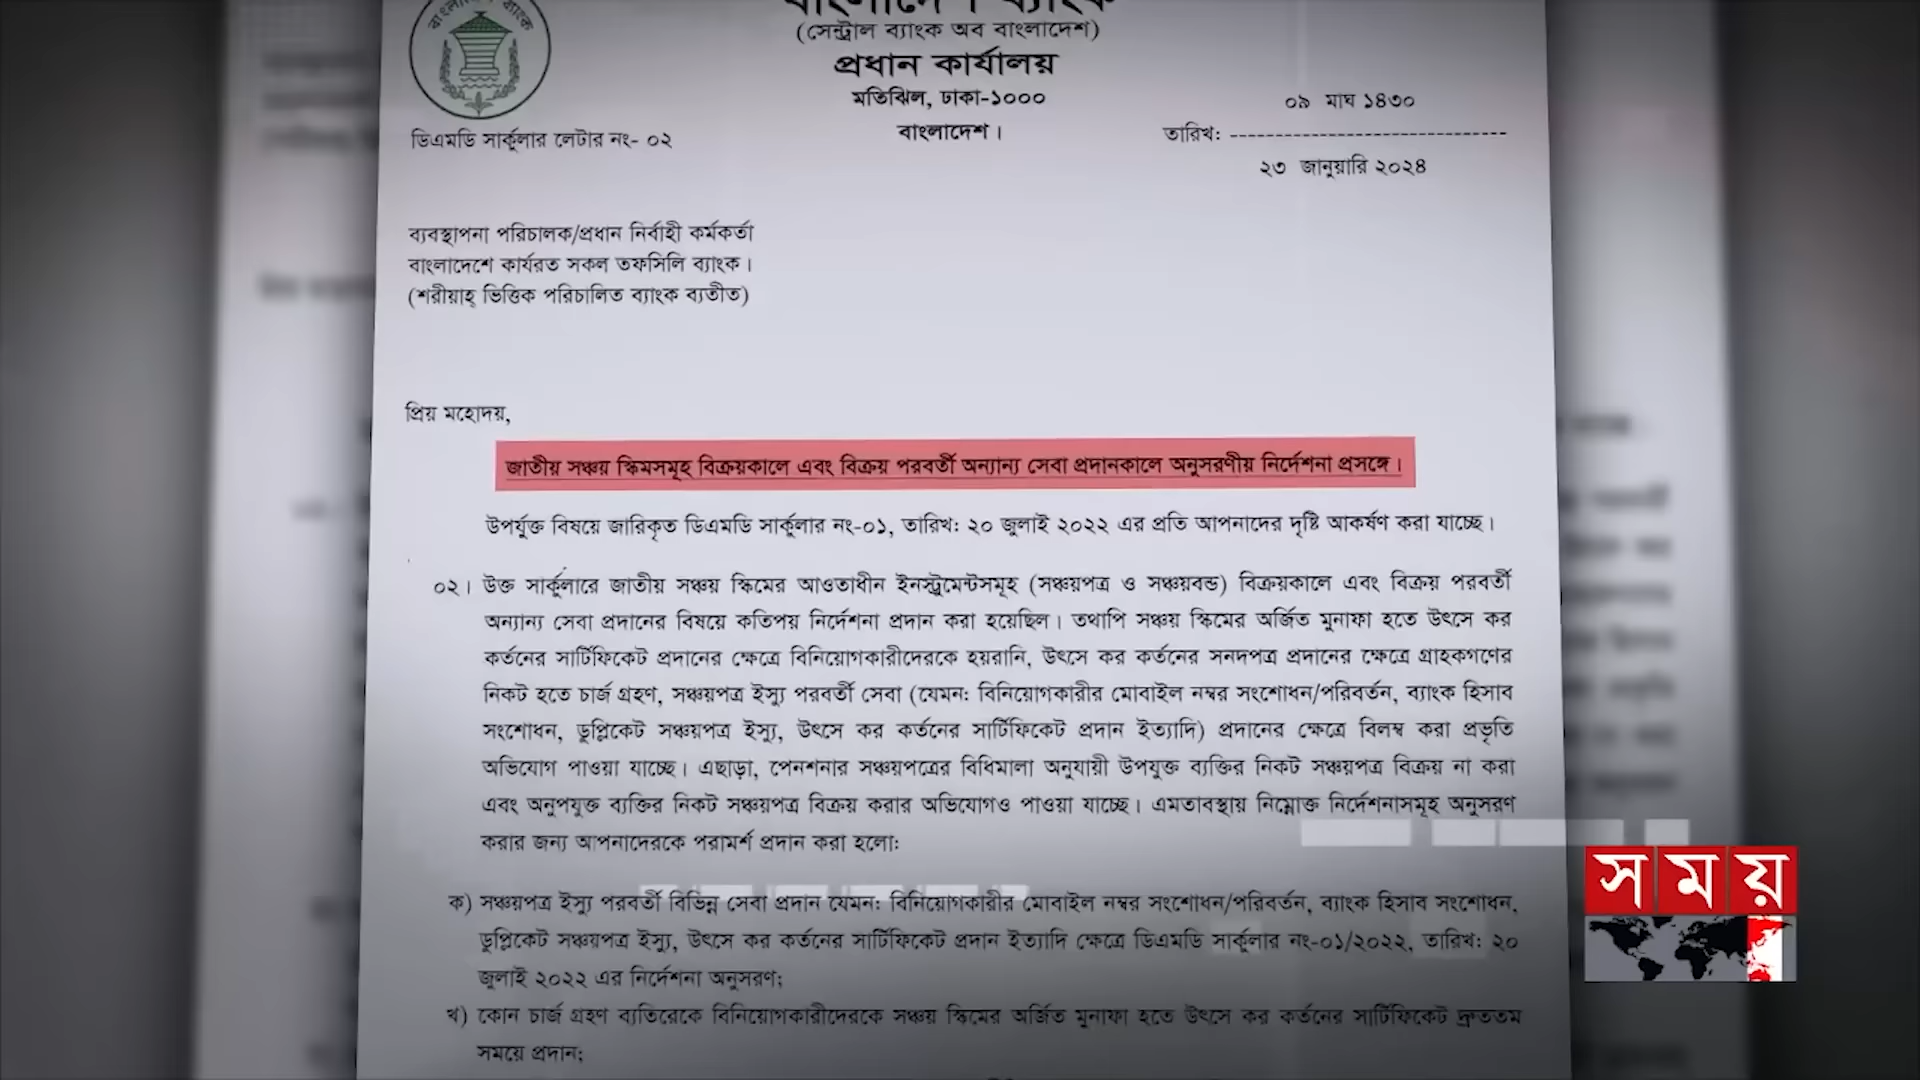 বাংলাদেশ ব্যাংক
বাংলাদেশ ব্যাংক
(সেন্ট্রাল ব্যাংক অব বাংলাদেশ)
প্রধান কার্যালয়
মতিঝিল, ঢাকা-১০০০
বাংলাদেশ।
ডিএমডি সার্কুলার লেটার নং- ০২
০৯ মাঘ ১৪৩০
তারিখ: -------------------------------
২৩ জানুয়ারি ২০২৪
ব্যবস্থাপনা পরিচালক/প্রধান নির্বাহী কর্মকর্তা
বাংলাদেশে কার্যরত সকল তফসিলি ব্যাংক।
(শরীয়াহ্ ভিত্তিক পরিচালিত ব্যাংক ব্যতীত)
প্রিয় মহোদয়,
জাতীয় সঞ্চয় স্কিমসমূহ বিক্রয়কালে এবং বিক্রয় পরবর্তী অন্যান্য সেবা প্রদানকালে অনুসরণীয় নির্দেশনা প্রসঙ্গে।
উপর্যুক্ত বিষয়ে জারিকৃত ডিএমডি সার্কুলার নং-০১, তারিখ: ২০ জুলাই ২০২২ এর প্রতি আপনাদের দৃষ্টি আকর্ষণ করা যাচ্ছে।
০২। উক্ত সার্কুলারে জাতীয় সঞ্চয় স্কিমের আওতাধীন ইনস্ট্রুমেন্টসমূহ (সঞ্চয়পত্র ও সঞ্চয়বন্ড) বিক্রয়কালে এবং বিক্রয় পরবর্তী
অন্যান্য সেবা প্রদানের বিষয়ে কতিপয় নির্দেশনা প্রদান করা হয়েছিল। তথাপি সঞ্চয় স্কিমের অর্জিত মুনাফা হতে উৎসে কর
কর্তনের সার্টিফিকেট প্রদানের ক্ষেত্রে বিনিয়োগকারীদেরকে হয়রানি, উৎসে কর কর্তনের সনদপত্র প্রদানের ক্ষেত্রে গ্রাহকগণের
নিকট হতে চার্জ গ্রহণ, সঞ্চয়পত্র ইস্যু পরবর্তী সেবা (যেমন: বিনিয়োগকারীর মোবাইল নম্বর সংশোধন/পরিবর্তন, ব্যাংক হিসাব
সংশোধন, ডুপ্লিকেট সঞ্চয়পত্র ইস্যু, উৎসে কর কর্তনের সার্টিফিকেট প্রদান ইত্যাদি) প্রদানের ক্ষেত্রে বিলম্ব করা প্রভৃতি
অভিযোগ পাওয়া যাচ্ছে। এছাড়া, পেনশনার সঞ্চয়পত্রের বিধিমালা অনুযায়ী উপযুক্ত ব্যক্তির নিকট সঞ্চয়পত্র বিক্রয় না করা
এবং অনুপযুক্ত ব্যক্তির নিকট সঞ্চয়পত্র বিক্রয় করার অভিযোগও পাওয়া যাচ্ছে। এমতাবস্থায় নিম্নোক্ত নির্দেশনাসমূহ অনুসরণ
করার জন্য আপনাদেরকে পরামর্শ প্রদান করা হলো:
ক) সঞ্চয়পত্র ইস্যু পরবর্তী বিভিন্ন সেবা প্রদান যেমন: বিনিয়োগকারীর মোবাইল নম্বর সংশোধন/পরিবর্তন, ব্যাংক হিসাব সংশোধন,
ডুপ্লিকেট সঞ্চয়পত্র ইস্যু, উৎসে কর কর্তনের সার্টিফিকেট প্রদান ইত্যাদি ক্ষেত্রে ডিএমডি সার্কুলার নং-০১/২০২২, তারিখ: ২০
জুলাই ২০২২ এর নির্দেশনা অনুসরণ;
খ) কোন চার্জ গ্রহণ ব্যতিরেকে বিনিয়োগকারীদেরকে সঞ্চয় স্কিমের অর্জিত মুনাফা হতে উৎসে কর কর্তনের সার্টিফিকেট দ্রুততম
সময়ে প্রদান;
সময়